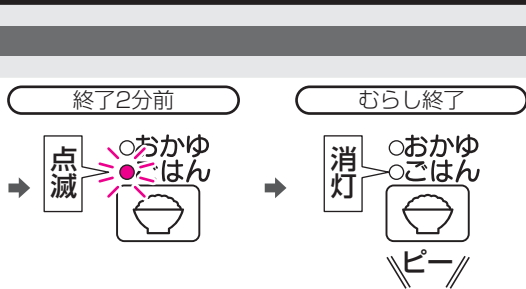 終了2分前
点滅
○おかゆ
●ごはん
むらし終了
消灯
○おかゆ
○ごはん
ピー